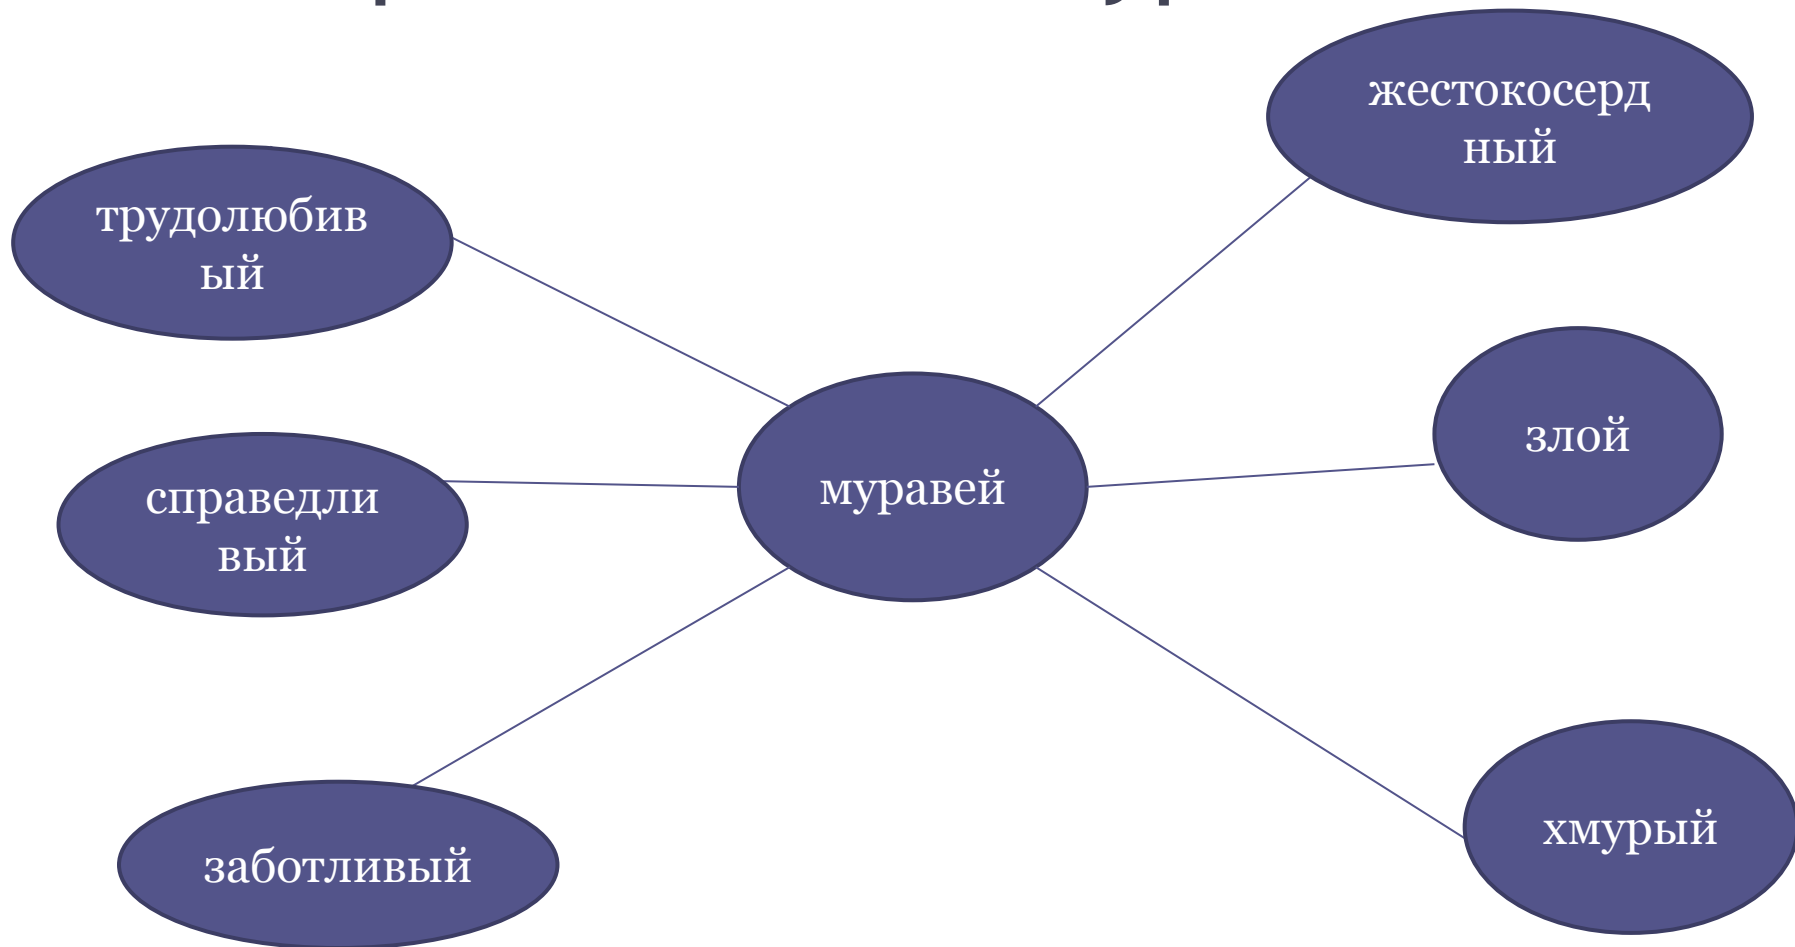 жестокосерд
ный
трудолюбив
ый
злой
муравей
справедли
вый
хмурый
заботливый